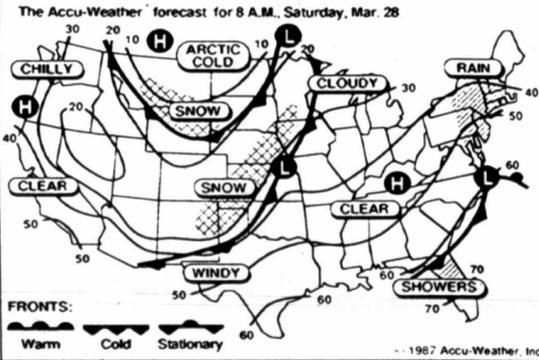 The Accu-Weather forecast for 8 A.M., Saturday, Mar. 28
30
20
10
H
ARCTIC
COLD
10
L
20
CHILLY
CLOUDY
30
RAIN
40
H
SNOW
50
20
40
CLEAR
SNOW
L
H
L
60
CLEAR
50
50
WINDY
60
70
SHOWERS
50
60
70
60
FRONTS:
Warm
Cold
Stationary
1987 Accu-Weather, Inc